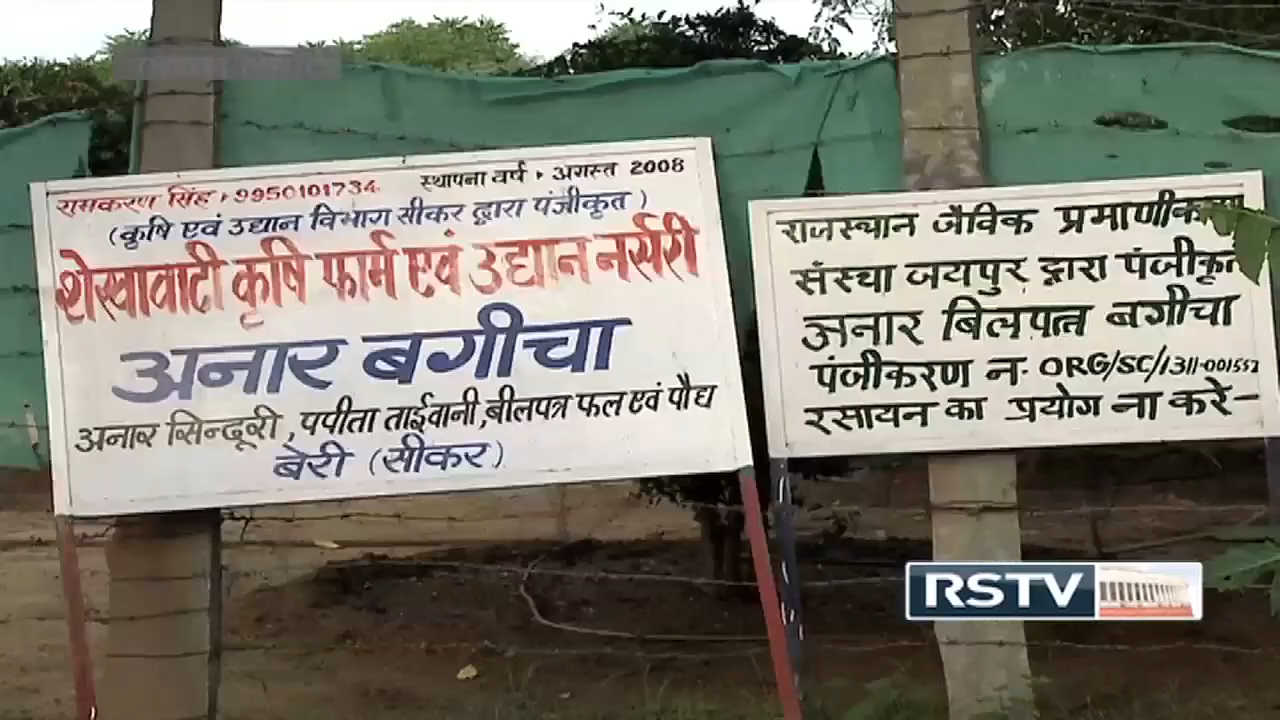 रामकरण सिंह 9950101734 स्थापना वर्ष अगस्त 2008
(कृषि एवं उद्यान विभाग सीकर द्वारा पंजीकृत)
शेखावाटी कृषि फार्म एवं उद्यान नर्सरी
अनार बगीचा
अनार सिन्दूरी, पपीता ताईवानी, बीलपत्र फल एवं पौद्य
बेरी (सीकर)
राजस्थान जैविक प्रमाणीकरण
संस्था जयपुर द्वारा पंजीकृत
अनार बिलपत्र बगीचा
पंजीकरण न. ORG/SC/1311-001552
रसायन का प्रयोग ना करे-
RSTV